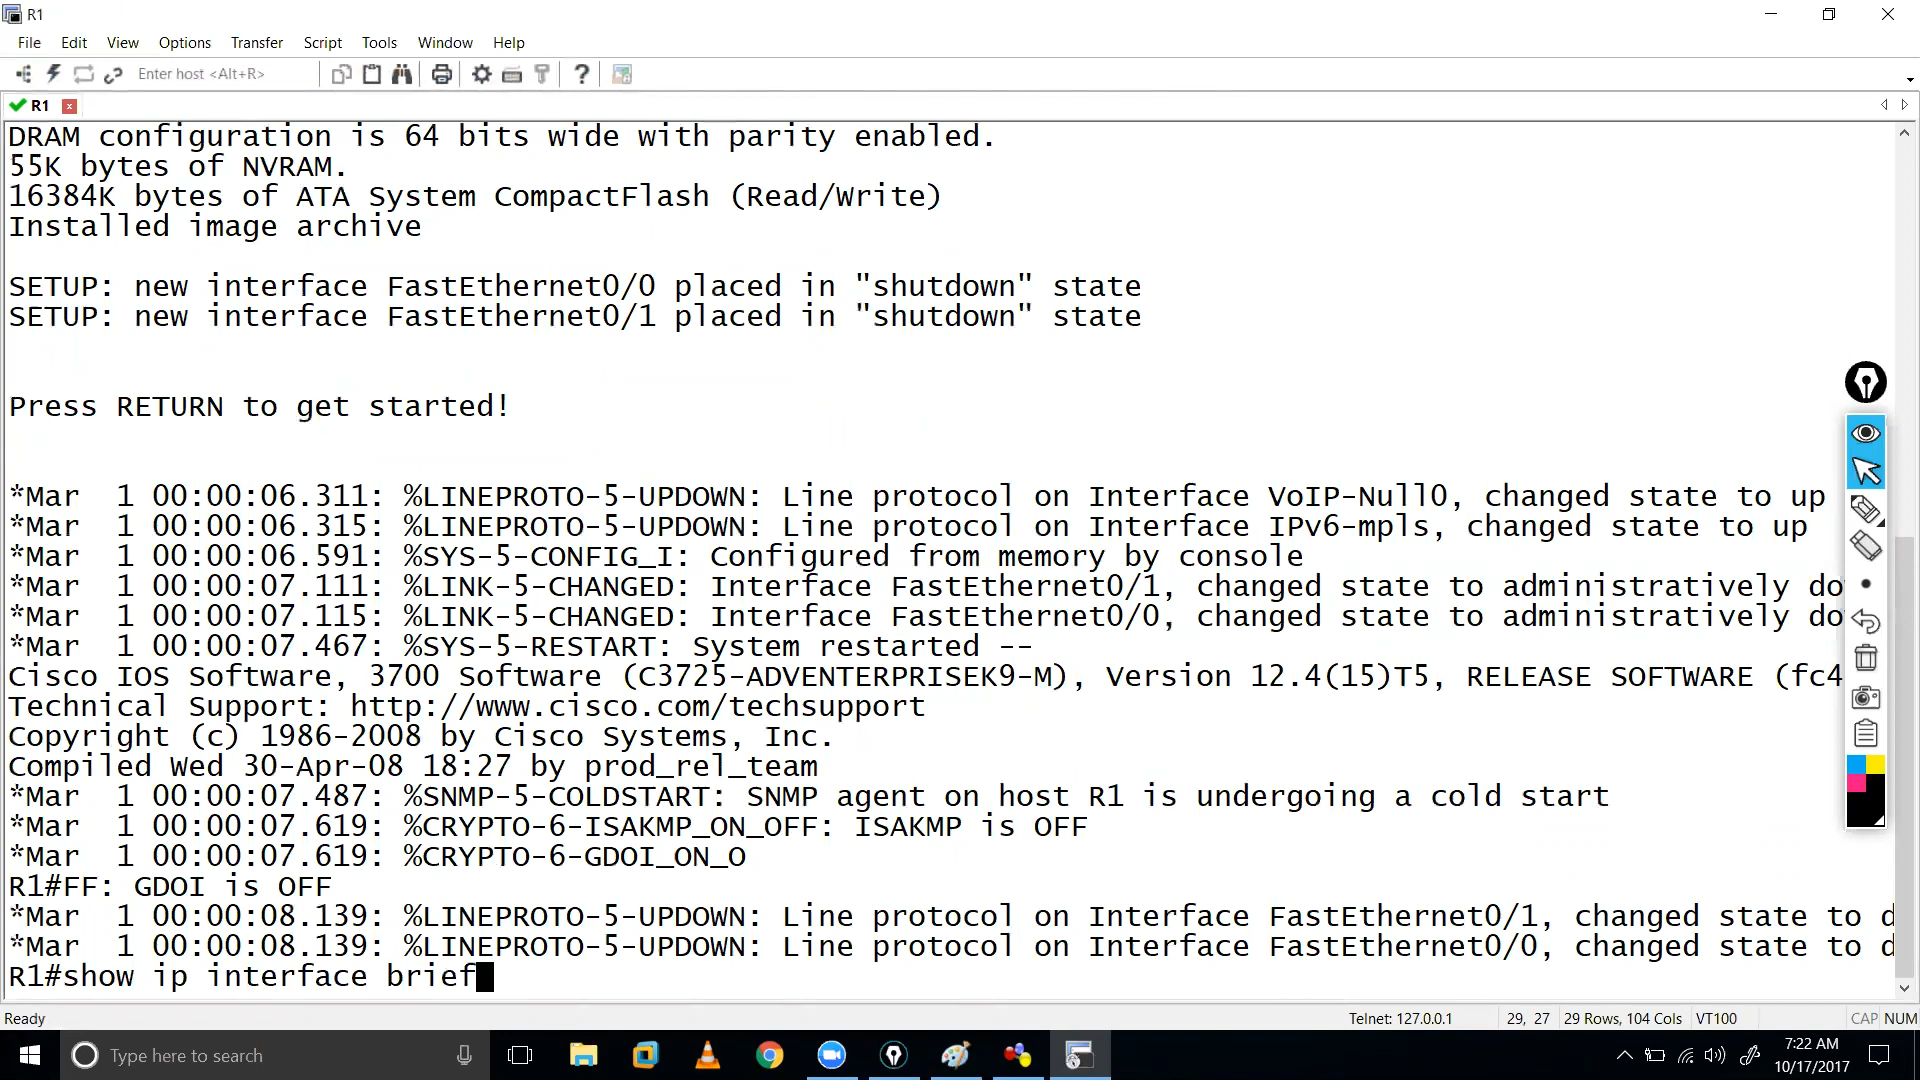 R1
File Edit View Options Transfer Script Tools Window Help
Enter host <Alt+R>
R1
DRAM configuration is 64 bits wide with parity enabled.
55K bytes of NVRAM.
16384K bytes of ATA System CompactFlash (Read/Write)
Installed image archive
SETUP: new interface FastEthernet0/0 placed in "shutdown" state
SETUP: new interface FastEthernet0/1 placed in "shutdown" state
Press RETURN to get started!
*Mar  1 00:00:06.311: %LINEPROTO-5-UPDOWN: Line protocol on Interface VoIP-Null0, changed state to up
*Mar  1 00:00:06.315: %LINEPROTO-5-UPDOWN: Line protocol on Interface IPv6-mpls, changed state to up
*Mar  1 00:00:06.591: %SYS-5-CONFIG_I: Configured from memory by console
*Mar  1 00:00:07.111: %LINK-5-CHANGED: Interface FastEthernet0/1, changed state to administratively do
*Mar  1 00:00:07.115: %LINK-5-CHANGED: Interface FastEthernet0/0, changed state to administratively do
*Mar  1 00:00:07.467: %SYS-5-RESTART: System restarted --
Cisco IOS Software, 3700 Software (C3725-ADVENTERPRISEK9-M), Version 12.4(15)T5, RELEASE SOFTWARE (fc4
Technical Support: http://www.cisco.com/techsupport
Copyright (c) 1986-2008 by Cisco Systems, Inc.
Compiled Wed 30-Apr-08 18:27 by prod_rel_team
*Mar  1 00:00:07.487: %SNMP-5-COLDSTART: SNMP agent on host R1 is undergoing a cold start
*Mar  1 00:00:07.619: %CRYPTO-6-ISAKMP_ON_OFF: ISAKMP is OFF
*Mar  1 00:00:07.619: %CRYPTO-6-GDOI_ON_O
R1#FF: GDOI is OFF
*Mar  1 00:00:08.139: %LINEPROTO-5-UPDOWN: Line protocol on Interface FastEthernet0/1, changed state to d
*Mar  1 00:00:08.139: %LINEPROTO-5-UPDOWN: Line protocol on Interface FastEthernet0/0, changed state to d
R1#show ip interface brief
Ready Telnet: 127.0.0.1 29, 27 29 Rows, 104 Cols VT100 CAP NUM
Type here to search
7:22 AM
10/17/2017